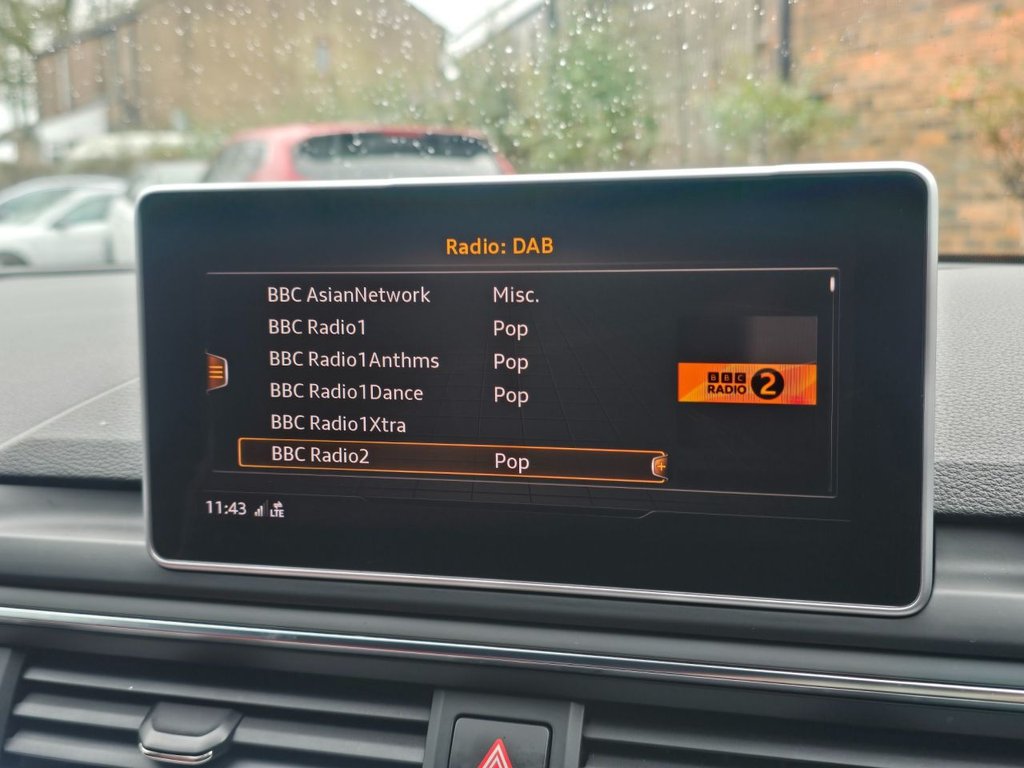 Radio: DAB
BBC AsianNetwork Misc.
BBC Radio1 Pop
BBC Radio1Anthms Pop
BBC Radio1Dance Pop
BBC Radio1Xtra
BBC Radio2 Pop
BBC
RADIO 2
11:43 LTE